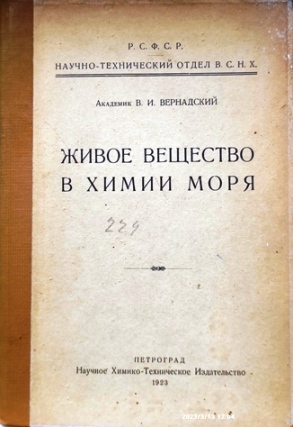 Р. С. Ф. С. Р.
НАУЧНО-ТЕХНИЧЕСКИЙ ОТДЕЛ В. С. Н. Х.
Академик В. И. ВЕРНАДСКИЙ
ЖИВОЕ ВЕЩЕСТВО
В ХИМИИ МОРЯ
229
ПЕТРОГРАД
Научное Химико-Техническое Издательство
1923